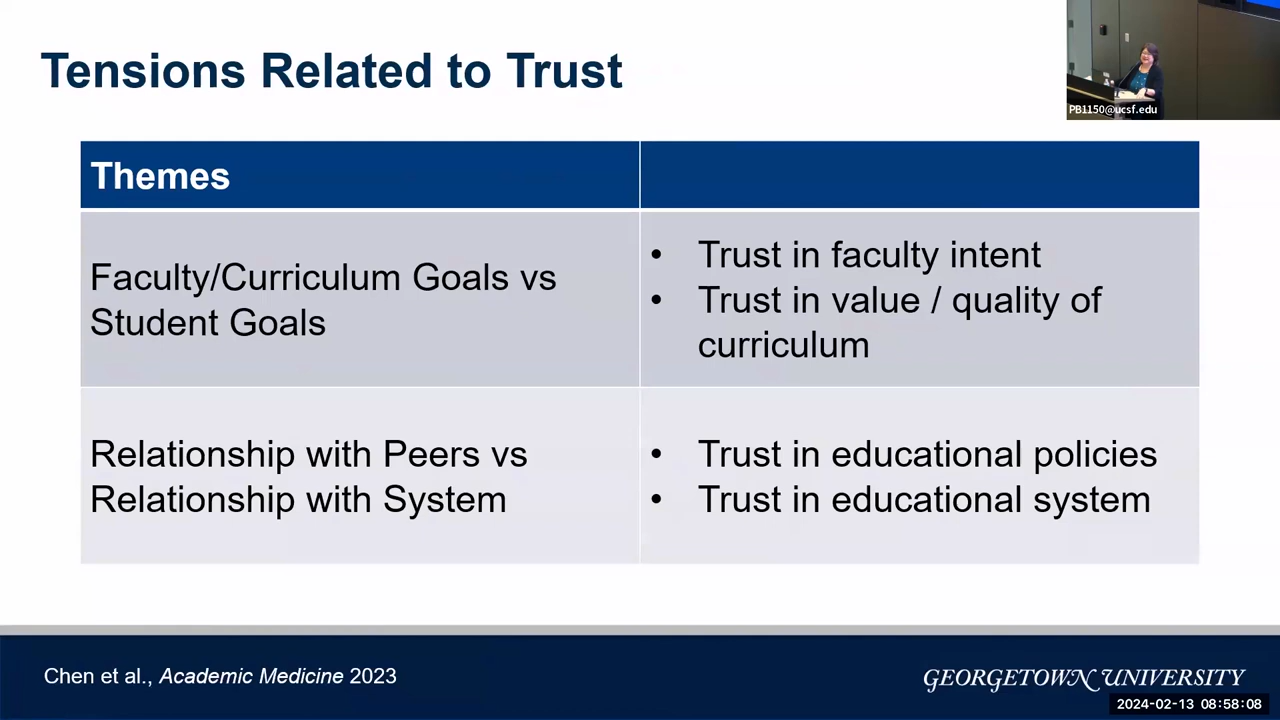 Tensions Related to Trust
PB1150@ucsf.edu
Themes
Faculty/Curriculum Goals vs
Student Goals
• Trust in faculty intent
• Trust in value / quality of
curriculum
Relationship with Peers vs
Relationship with System
• Trust in educational policies
• Trust in educational system
Chen et al., Academic Medicine 2023
GEORGETOWN UNIVERSITY
2024-02-13 08:58:08